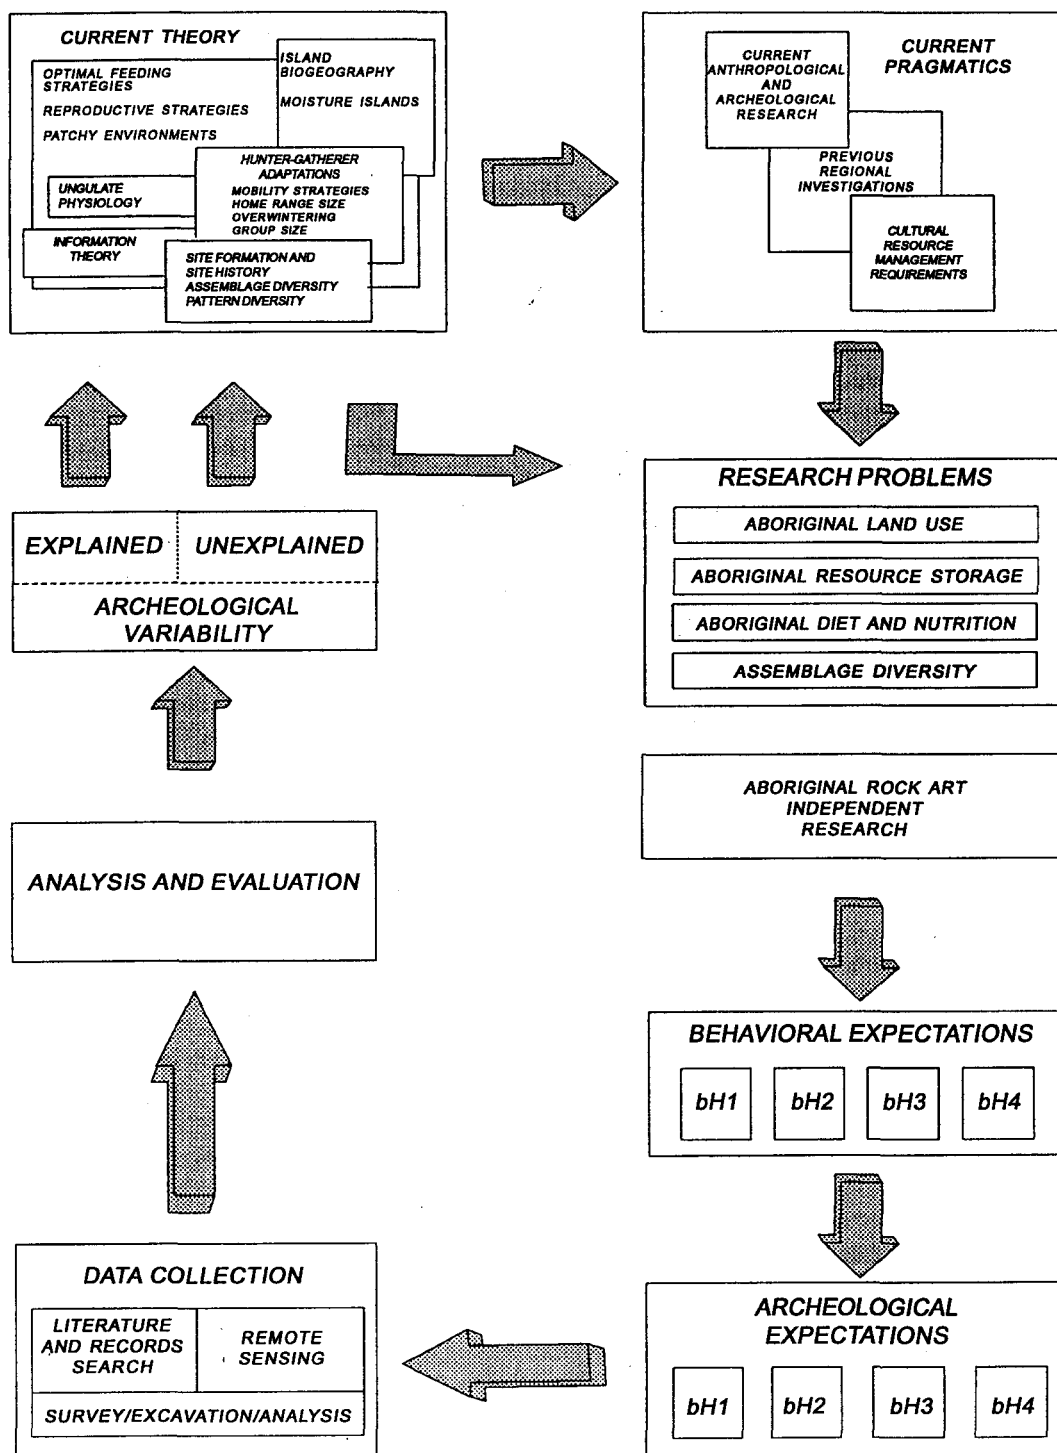 CURRENT THEORY
OPTIMAL FEEDING
STRATEGIES
REPRODUCTIVE STRATEGIES
PATCHY ENVIRONMENTS
ISLAND
BIOGEOGRAPHY
MOISTURE ISLANDS
HUNTER-GATHERER
ADAPTATIONS
MOBILITY STRATEGIES
HOME RANGE SIZE
OVERWINTERING
GROUP SIZE
UNGULATE
PHYSIOLOGY
INFORMATION
THEORY
SITE FORMATION AND
SITE HISTORY
ASSEMBLAGE DIVERSITY
PATTERN DIVERSITY
CURRENT
PRAGMATICS
CURRENT
ANTHROPOLOGICAL
AND
ARCHEOLOGICAL
RESEARCH
PREVIOUS
REGIONAL
INVESTIGATIONS
CULTURAL
RESOURCE
MANAGEMENT
REQUIREMENTS
RESEARCH PROBLEMS
ABORIGINAL LAND USE
ABORIGINAL RESOURCE STORAGE
ABORIGINAL DIET AND NUTRITION
ASSEMBLAGE DIVERSITY
ABORIGINAL ROCK ART
INDEPENDENT
RESEARCH
BEHAVIORAL EXPECTATIONS
bH1 bH2 bH3 bH4
ARCHEOLOGICAL
EXPECTATIONS
bH1 bH2 bH3 bH4
DATA COLLECTION
LITERATURE
AND RECORDS
SEARCH
REMOTE
SENSING
SURVEY/EXCAVATION/ANALYSIS
ANALYSIS AND EVALUATION
EXPLAINED UNEXPLAINED
ARCHEOLOGICAL
VARIABILITY